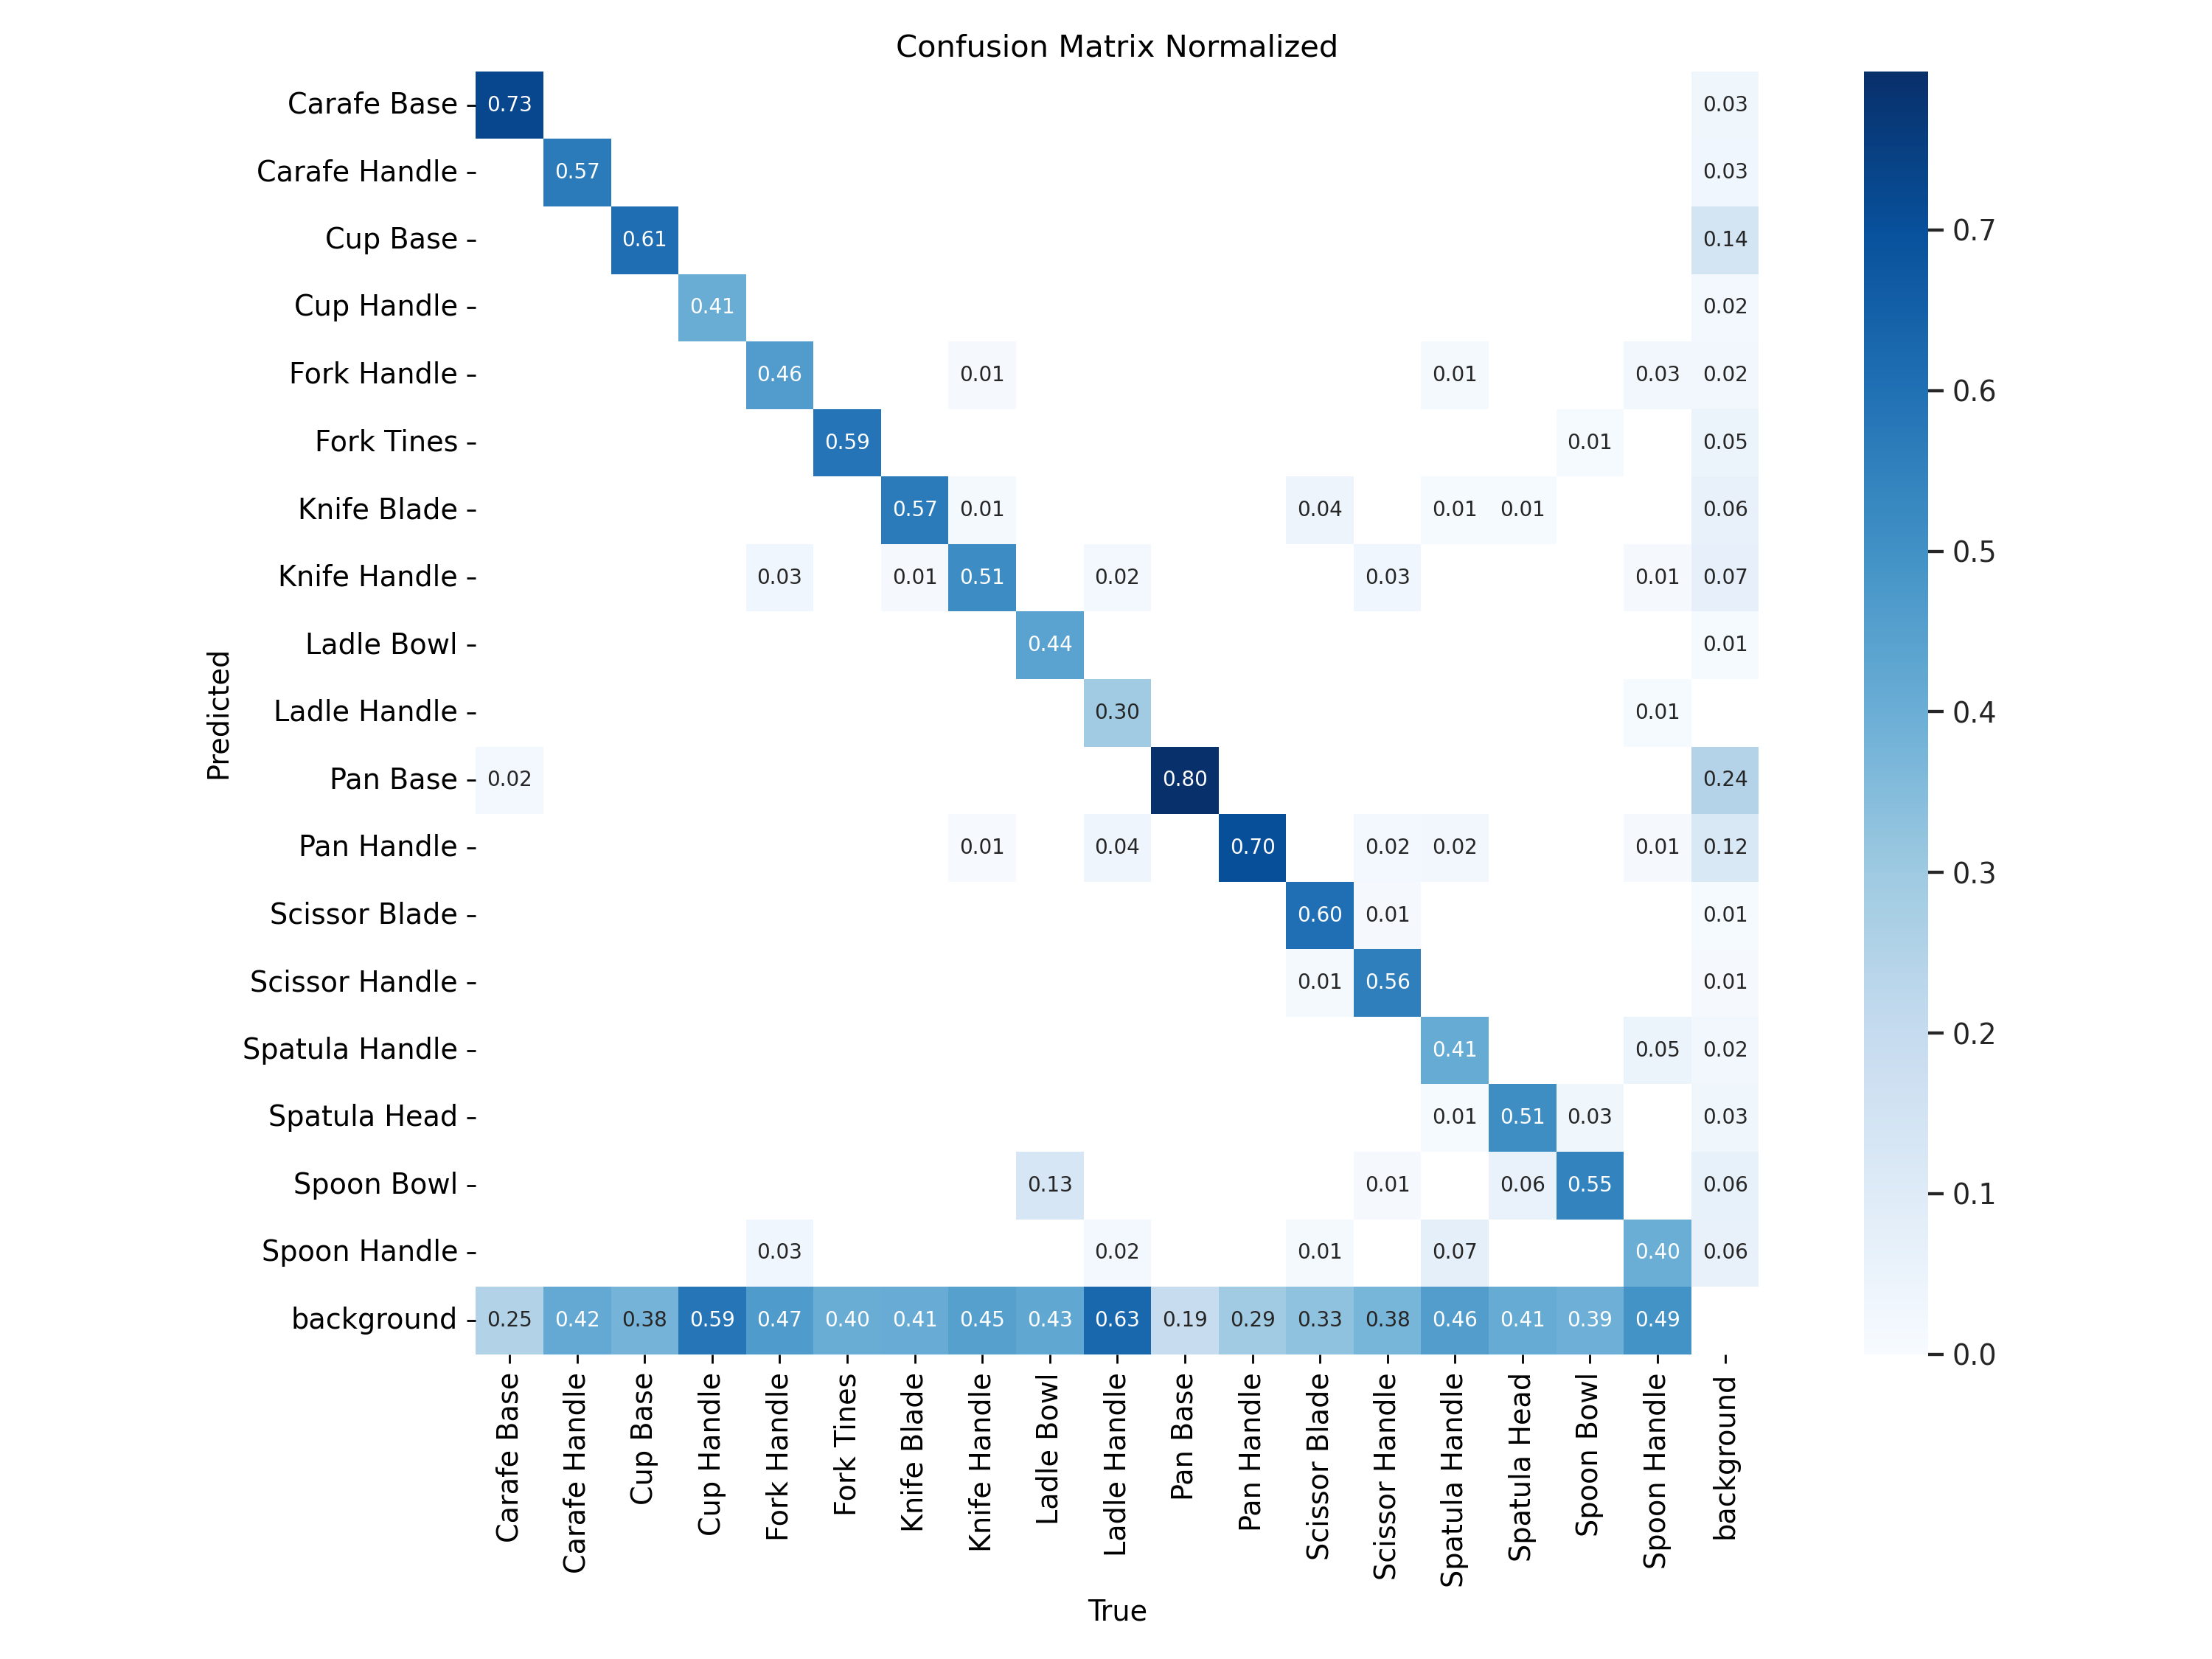 Confusion Matrix Normalized
Carafe Base 0.73 0.03
Carafe Handle 0.57 0.03
Cup Base 0.61 0.14
Cup Handle 0.41 0.02
Fork Handle 0.46 0.01 0.01 0.03 0.02
Fork Tines 0.59 0.01 0.05
Knife Blade 0.57 0.01 0.04 0.01 0.01 0.06
Knife Handle 0.03 0.01 0.51 0.02 0.03 0.01 0.07
Ladle Bowl 0.44 0.01
Ladle Handle 0.30 0.01
Pan Base 0.02 0.80 0.24
Pan Handle 0.01 0.04 0.70 0.02 0.02 0.01 0.12
Scissor Blade 0.60 0.01 0.01
Scissor Handle 0.01 0.56 0.01
Spatula Handle 0.41 0.05 0.02
Spatula Head 0.01 0.51 0.03 0.03
Spoon Bowl 0.13 0.01 0.06 0.55 0.06
Spoon Handle 0.03 0.02 0.01 0.07 0.40 0.06
background 0.25 0.42 0.38 0.59 0.47 0.40 0.41 0.45 0.43 0.63 0.19 0.29 0.33 0.38 0.46 0.41 0.39 0.49
Predicted
Carafe Base
Carafe Handle
Cup Base
Cup Handle
Fork Handle
Fork Tines
Knife Blade
Knife Handle
Ladle Bowl
Ladle Handle
Pan Base
Pan Handle
Scissor Blade
Scissor Handle
Spatula Handle
Spatula Head
Spoon Bowl
Spoon Handle
background
True
0.7
0.6
0.5
0.4
0.3
0.2
0.1
0.0